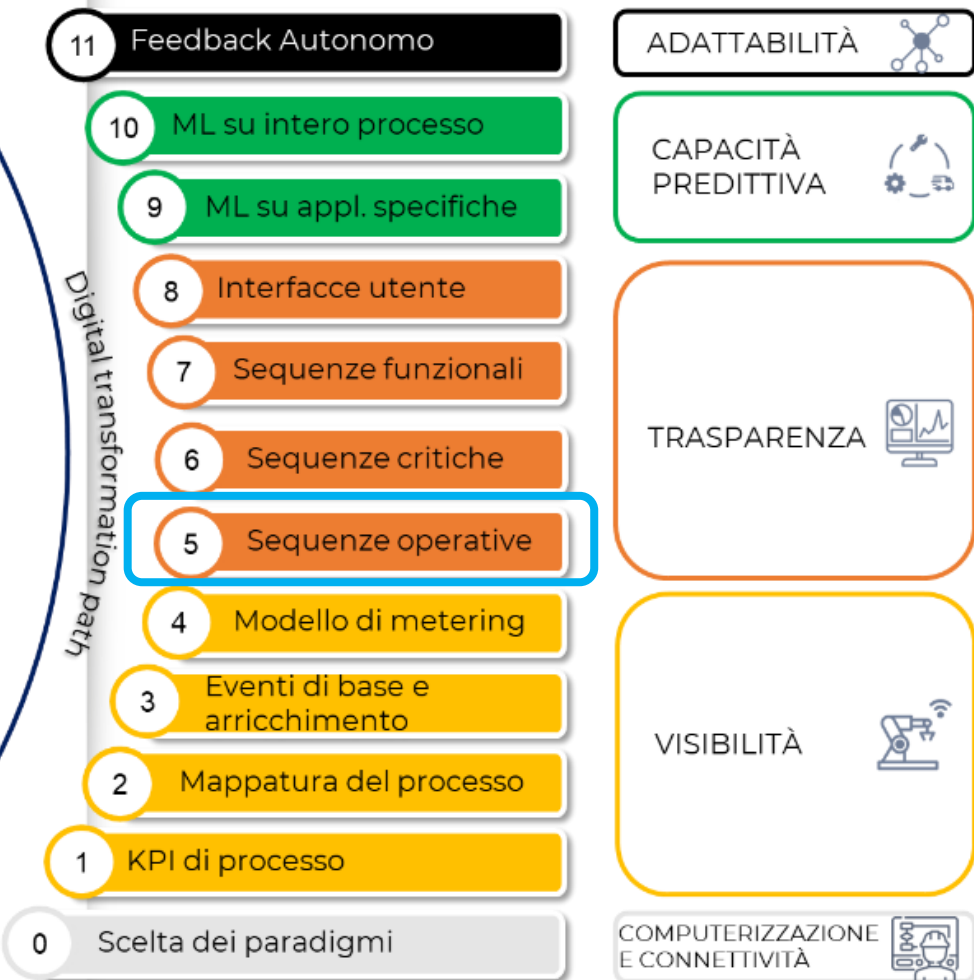 11 Feedback Autonomo
ADATTABILITÀ
10 ML su intero processo
9 ML su appl. specifiche
CAPACITÀ
PREDITTIVA
8 Interfacce utente
7 Sequenze funzionali
6 Sequenze critiche
5 Sequenze operative
TRASPARENZA
4 Modello di metering
3 Eventi di base e
arricchimento
2 Mappatura del processo
1 KPI di processo
VISIBILITÀ
0 Scelta dei paradigmi
COMPUTERIZZAZIONE
E CONNETTIVITÀ
Digital transformation path